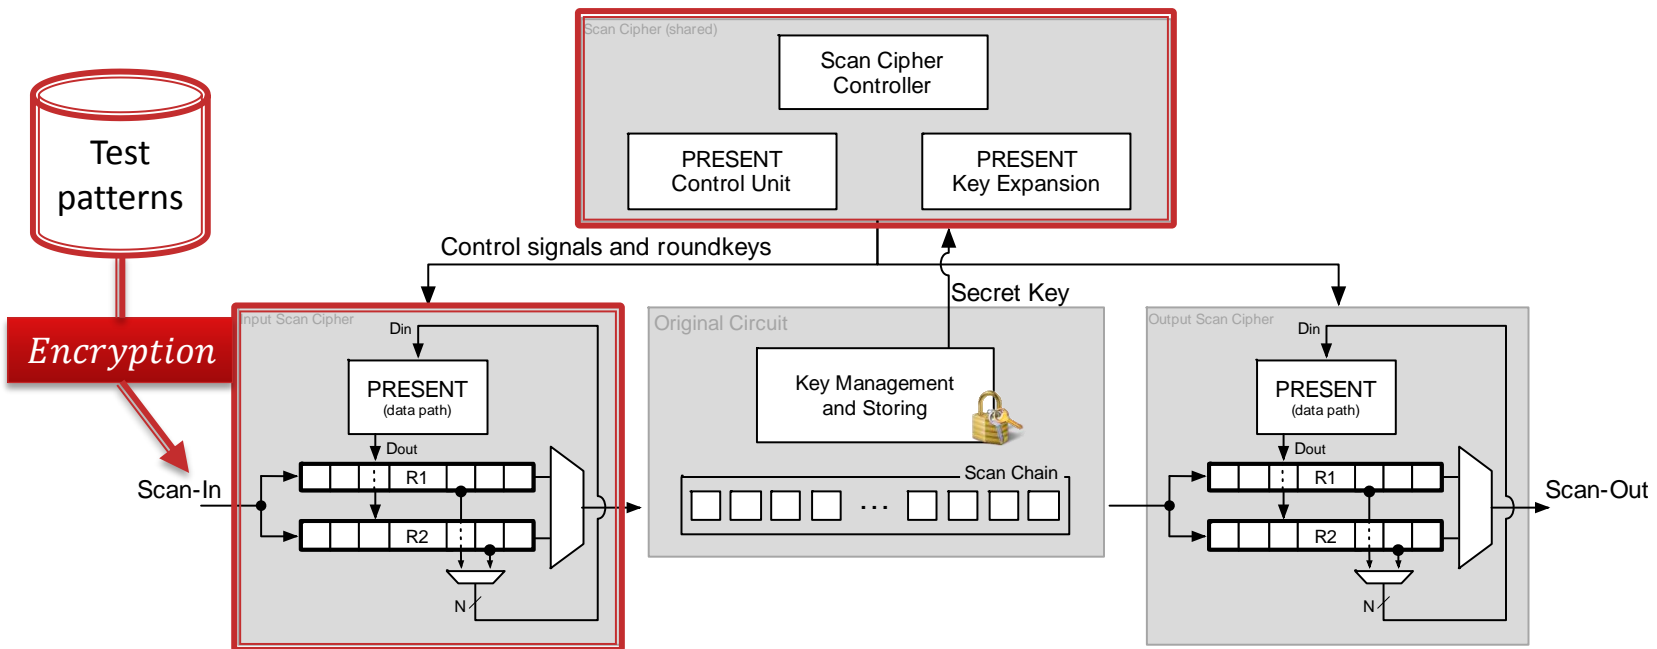 Scan Cipher (shared)
Scan Cipher
Controller
PRESENT
Control Unit
PRESENT
Key Expansion
Test
patterns
Encryption
Control signals and roundkeys
Secret Key
Input Scan Cipher
Din
PRESENT
(data path)
Dout
Scan-In
R1
R2
N
Original Circuit
Key Management
and Storing
Scan Chain
...
Output Scan Cipher
Din
PRESENT
(data path)
Dout
R1
R2
N
Scan-Out